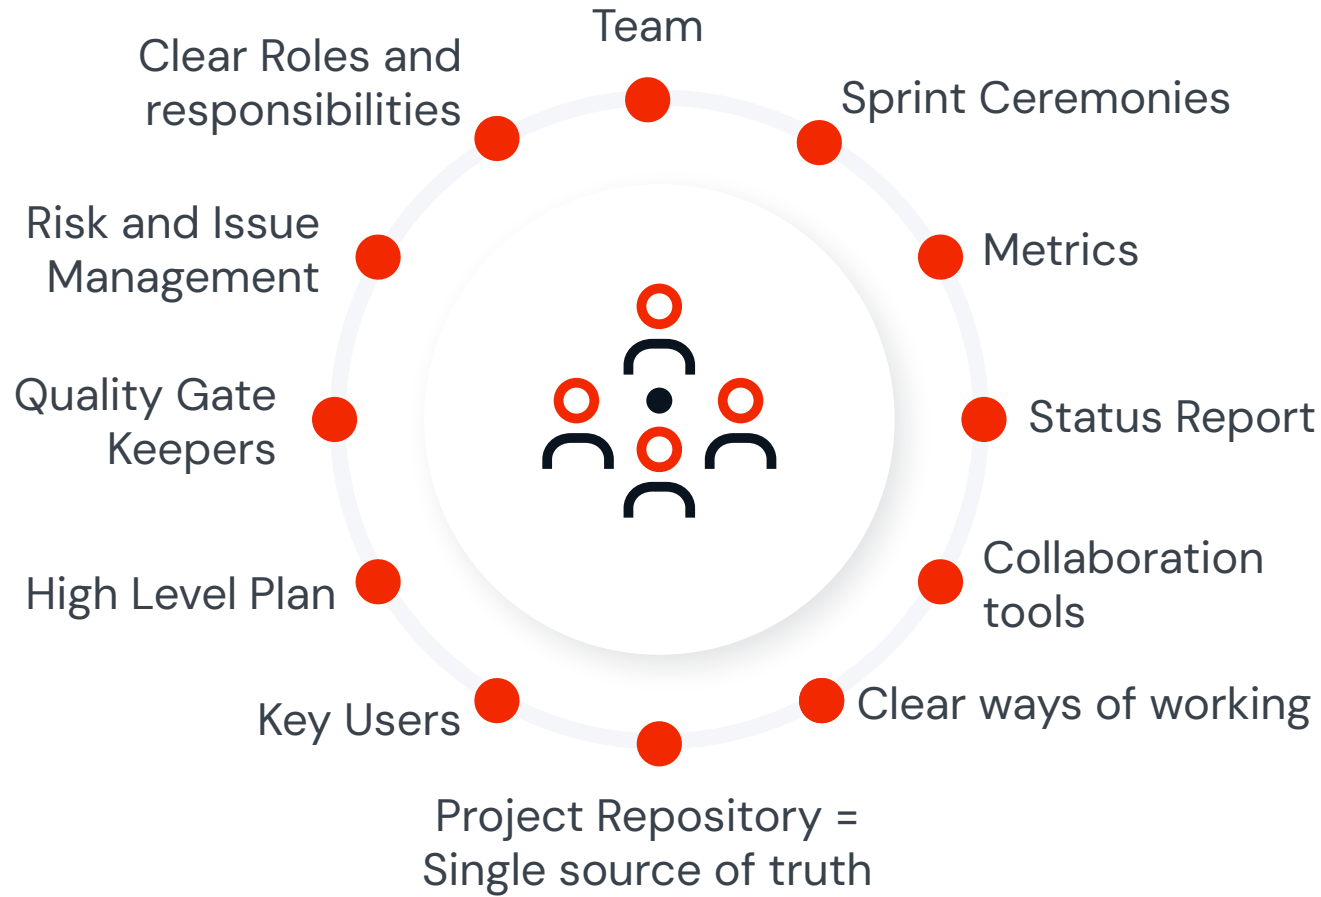 Team
Sprint Ceremonies
Metrics
Status Report
Collaboration
tools
Clear ways of working
Project Repository =
Single source of truth
Key Users
High Level Plan
Quality Gate
Keepers
Risk and Issue
Management
Clear Roles and
responsibilities